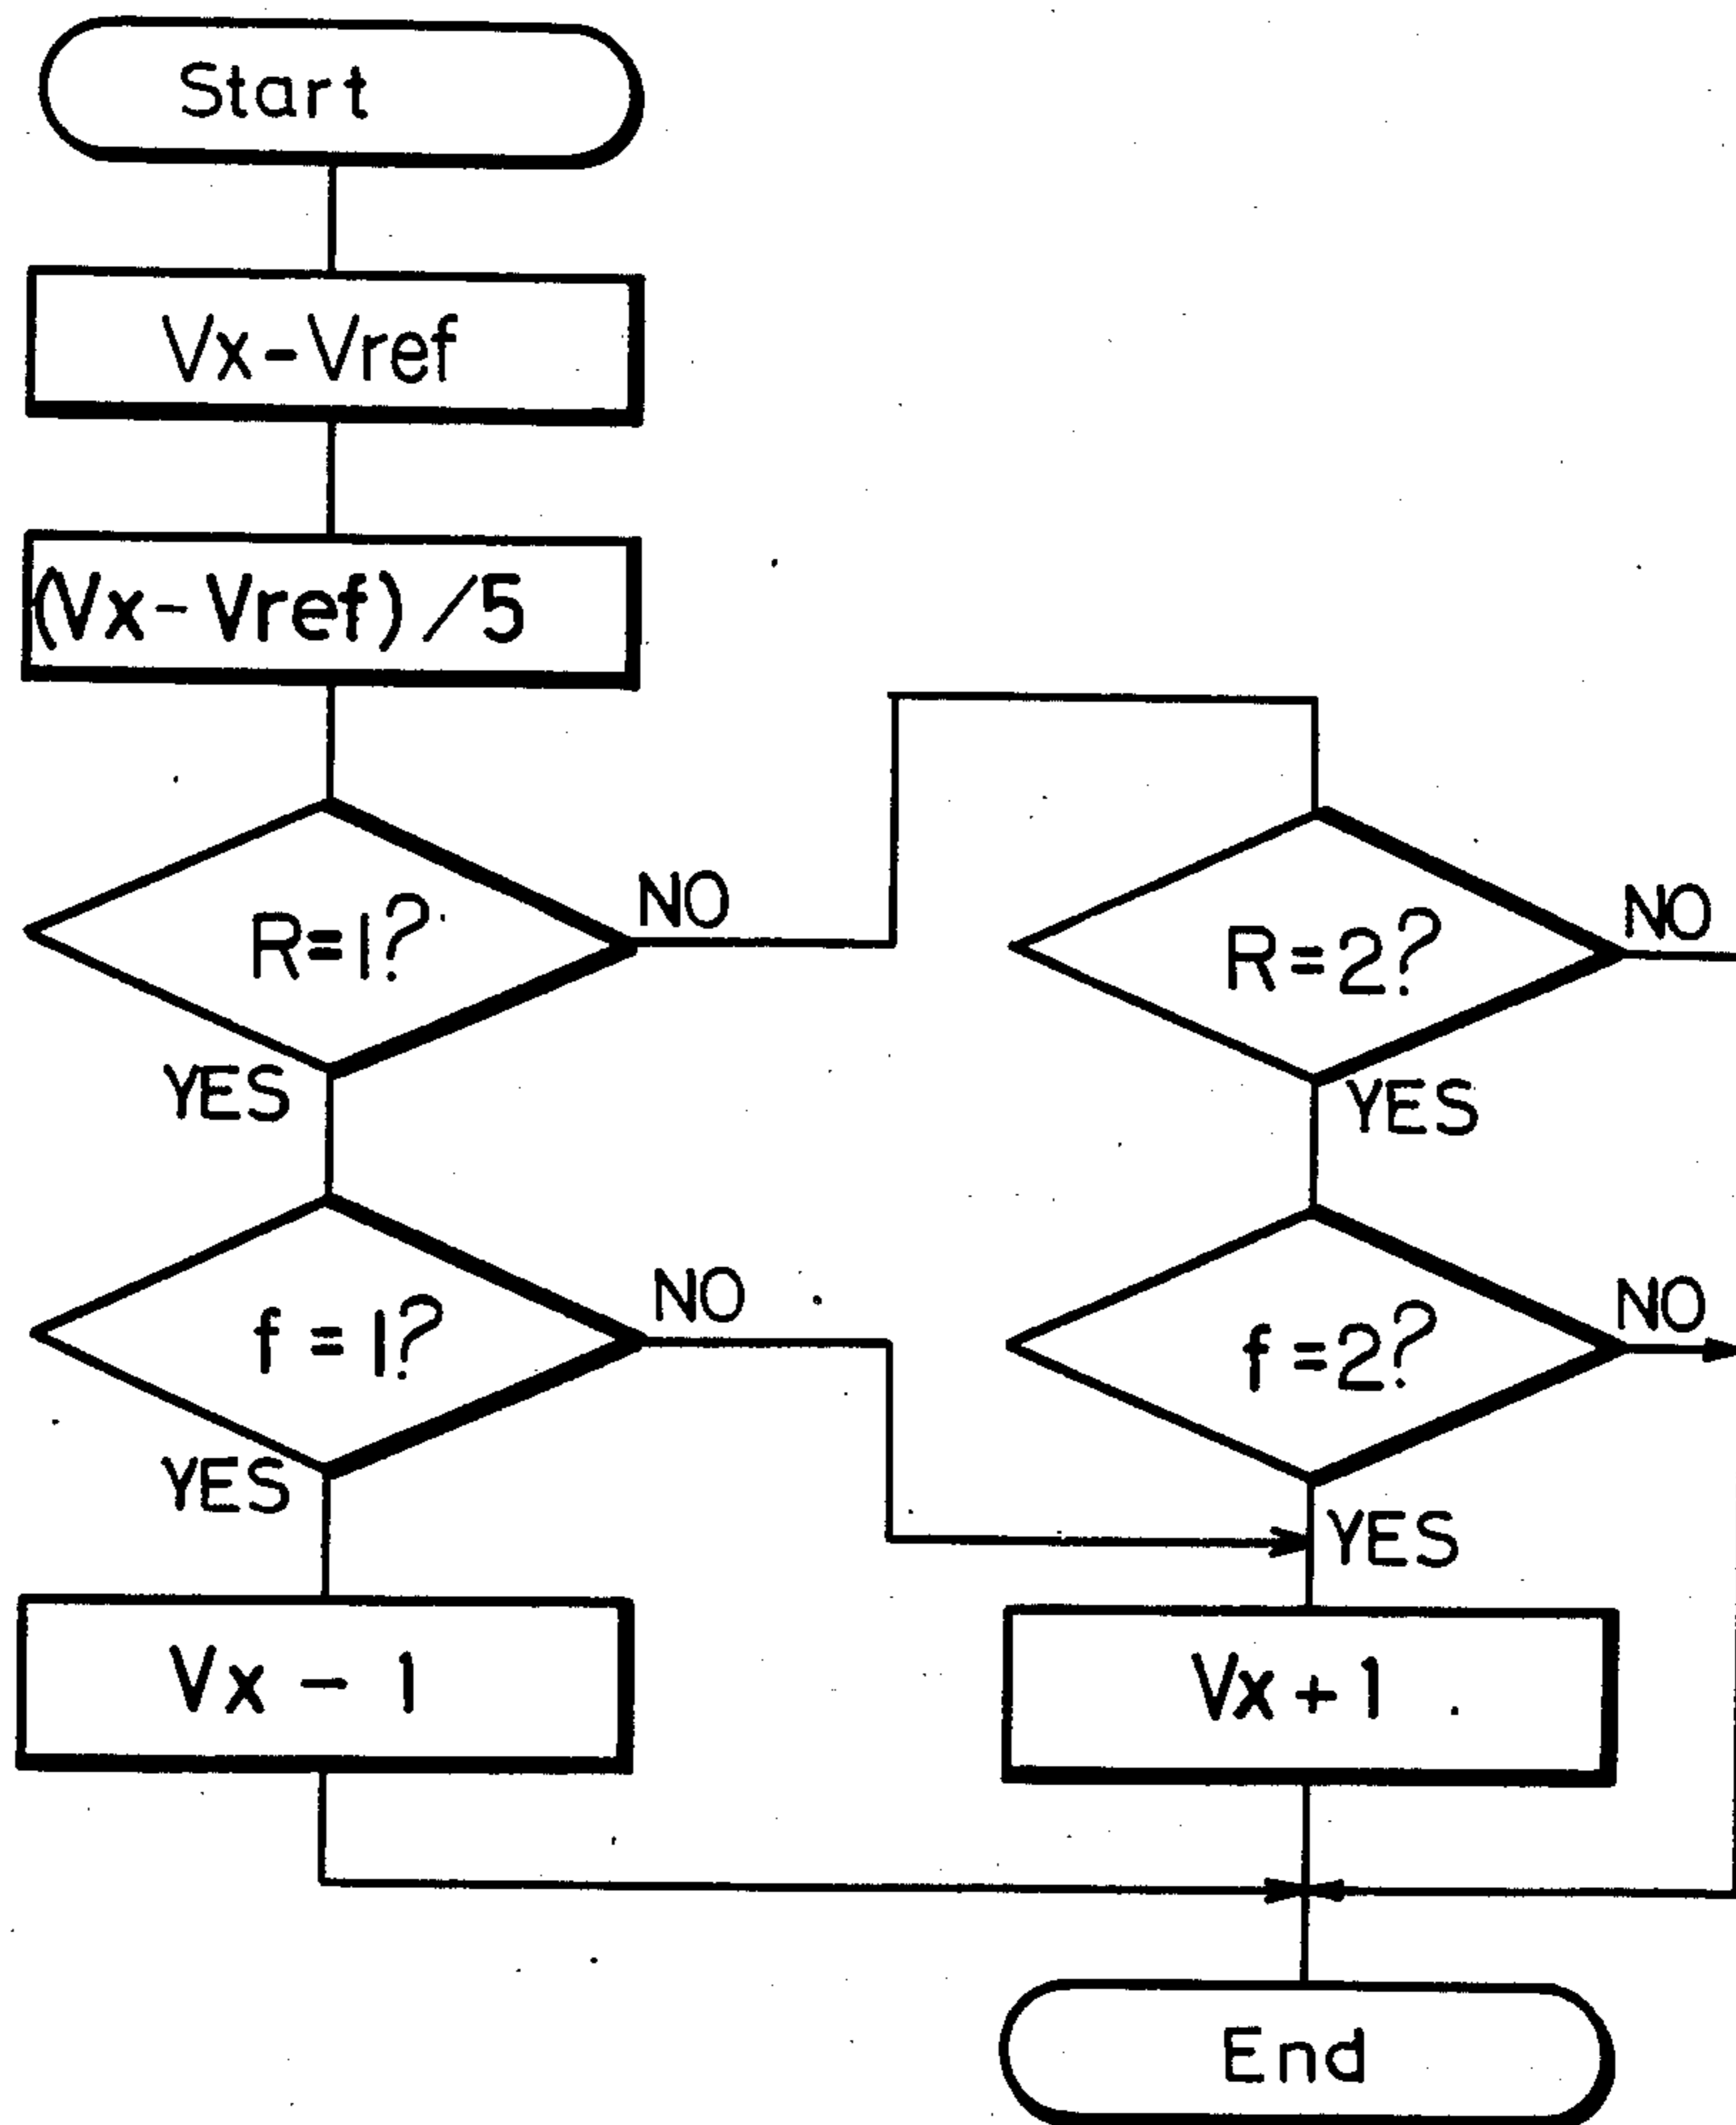 Start
Vx-Vref
(Vx-Vref)/5
R=1?
NO
YES
R=2?
NO
YES
f=1?
NO
YES
f=2?
NO
YES
Vx-1
Vx+1
End